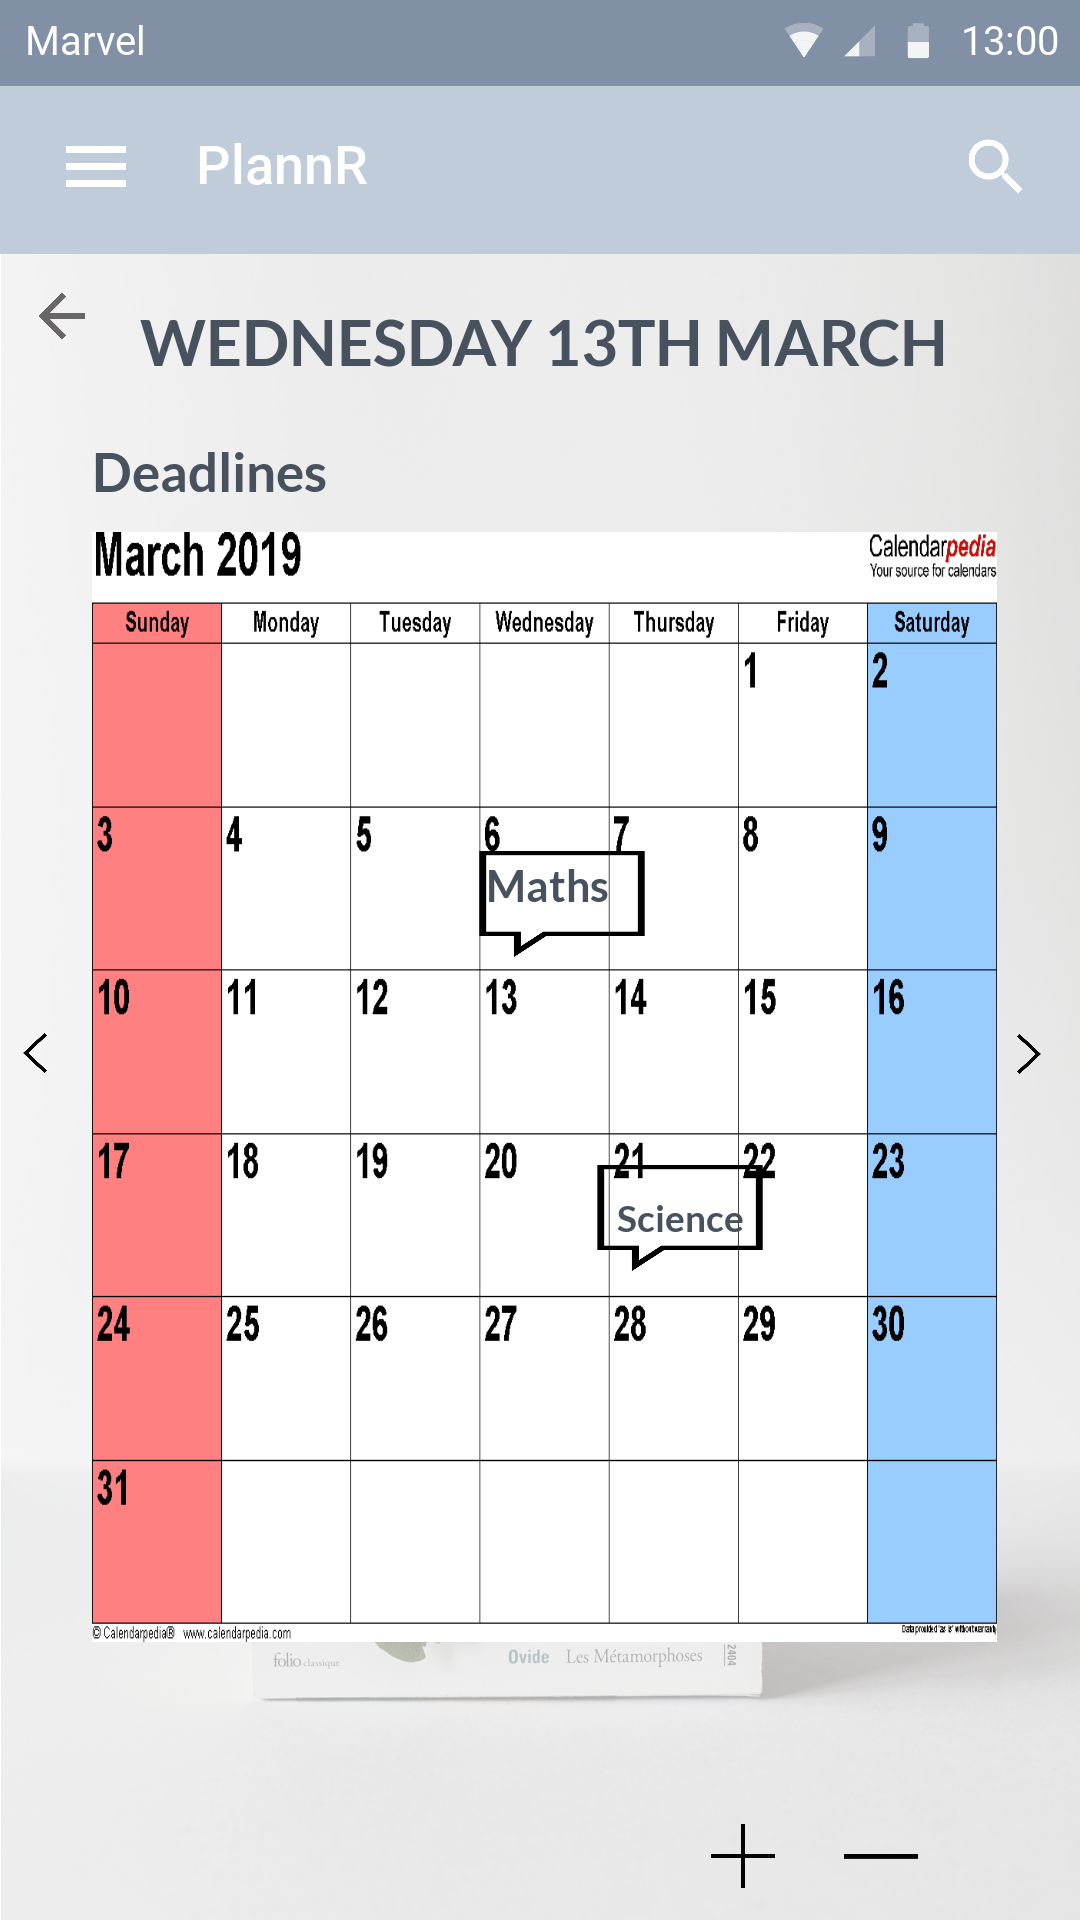 Marvel 13:00
PlannR
WEDNESDAY 13TH MARCH
Deadlines
March 2019 Calendarpedia
Your source for calendars
Sunday Monday Tuesday Wednesday Thursday Friday Saturday
1 2
3 4 5 6 7 8 9
Maths
10 11 12 13 14 15 16
17 18 19 20 21 22 23
Science
24 25 26 27 28 29 30
31
© Calendarpedia® www.calendarpedia.com Data provided 'as is' without warranty
folio classique Ovide Les Métamorphoses 2404